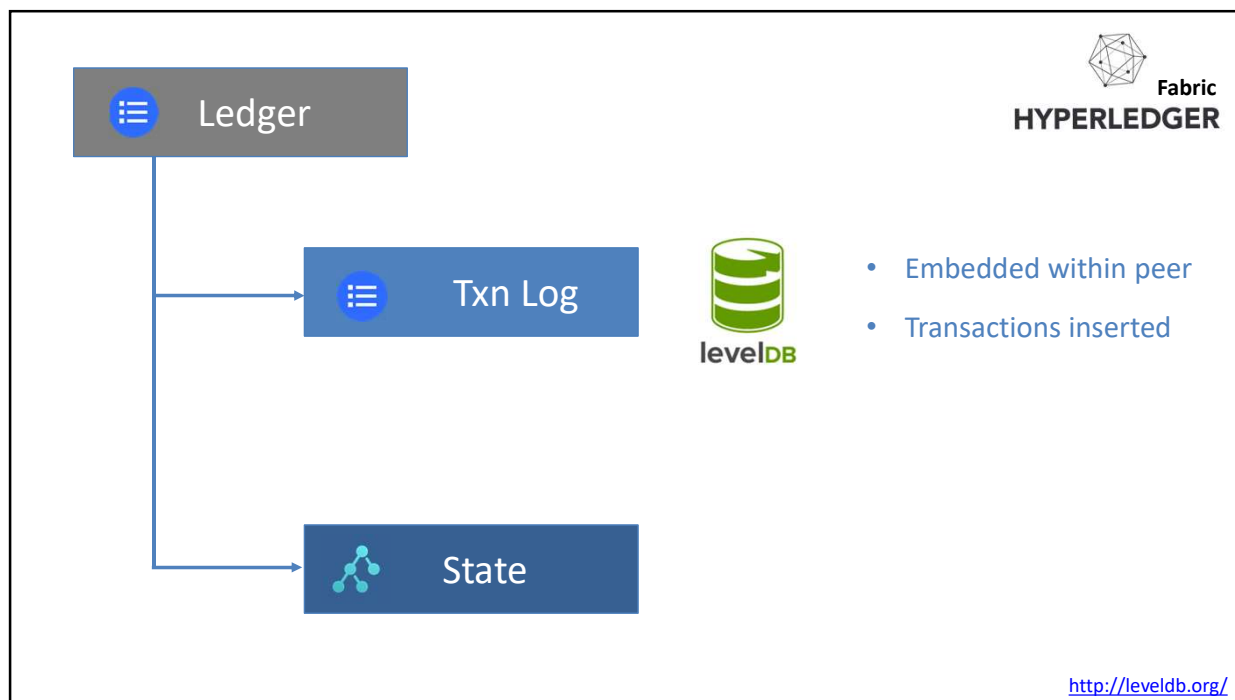 Fabric
HYPERLEDGER
Ledger
Txn Log
levelDB
• Embedded within peer
• Transactions inserted
State
http://leveldb.org/